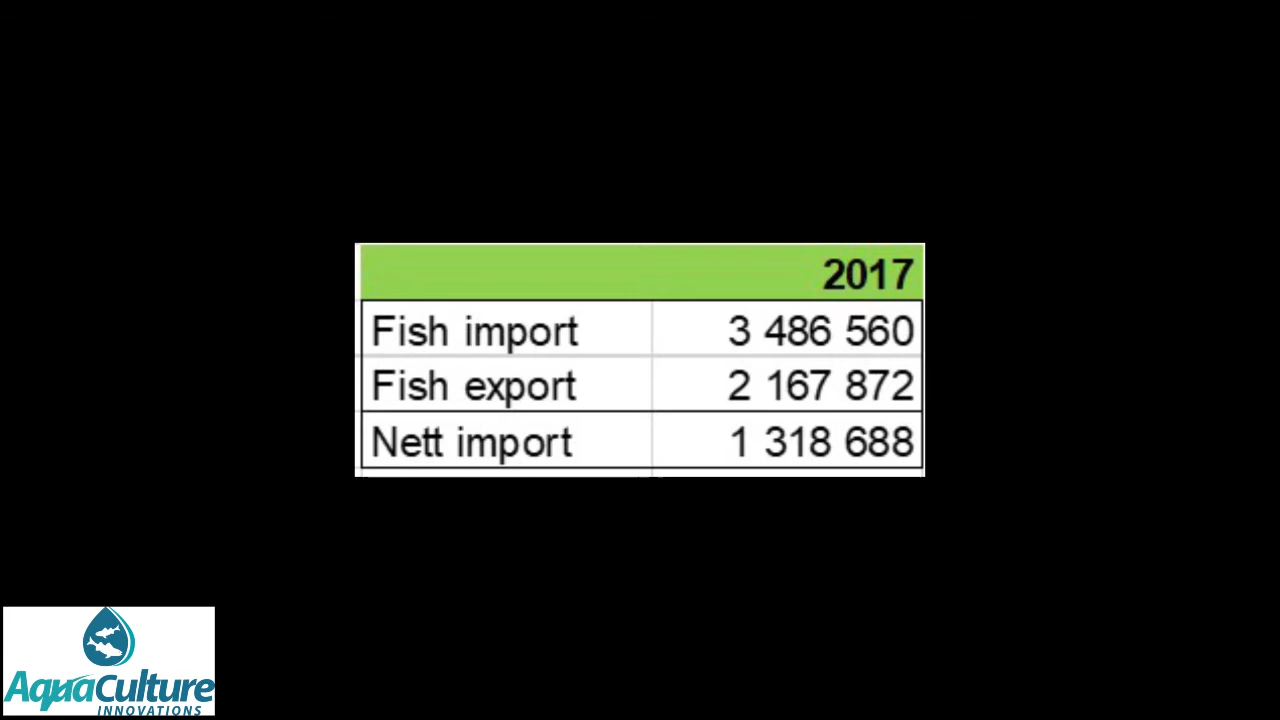 2017
Fish import 3 486 560
Fish export 2 167 872
Nett import 1 318 688
AquaCulture
INNOVATIONS